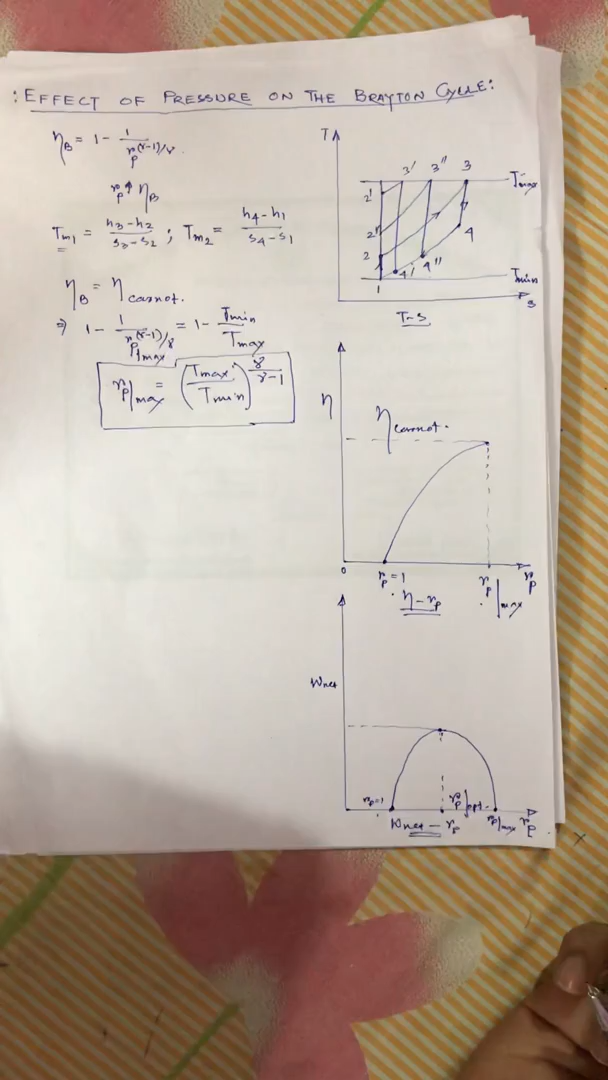 : EFFECT OF PRESSURE ON THE BRAYTON CYCLE:
η_B = 1 - 1/r_p^(γ-1)/γ.
r_p↑ η_B
T_m1 = (h3-h2)/(s3-s2) ; T_m2 = (h4-h1)/(s4-s1)
η_B = η carnot.
⇒ 1 - 1/r_p|max^(γ-1)/γ = 1 - Tmin/Tmax
r_p|max = (Tmax/Tmin)^γ/(γ-1)
T
3' 3'' 3 Tmax
2'
2''
2 4
4' 4'' Tmin
1
s
T-s
η
η carnot.
0 r_p=1 r_p|max r_p
η-r_p
Wnet
r_p=1 r_p|opt. r_p|max r_p
Wnet - r_p